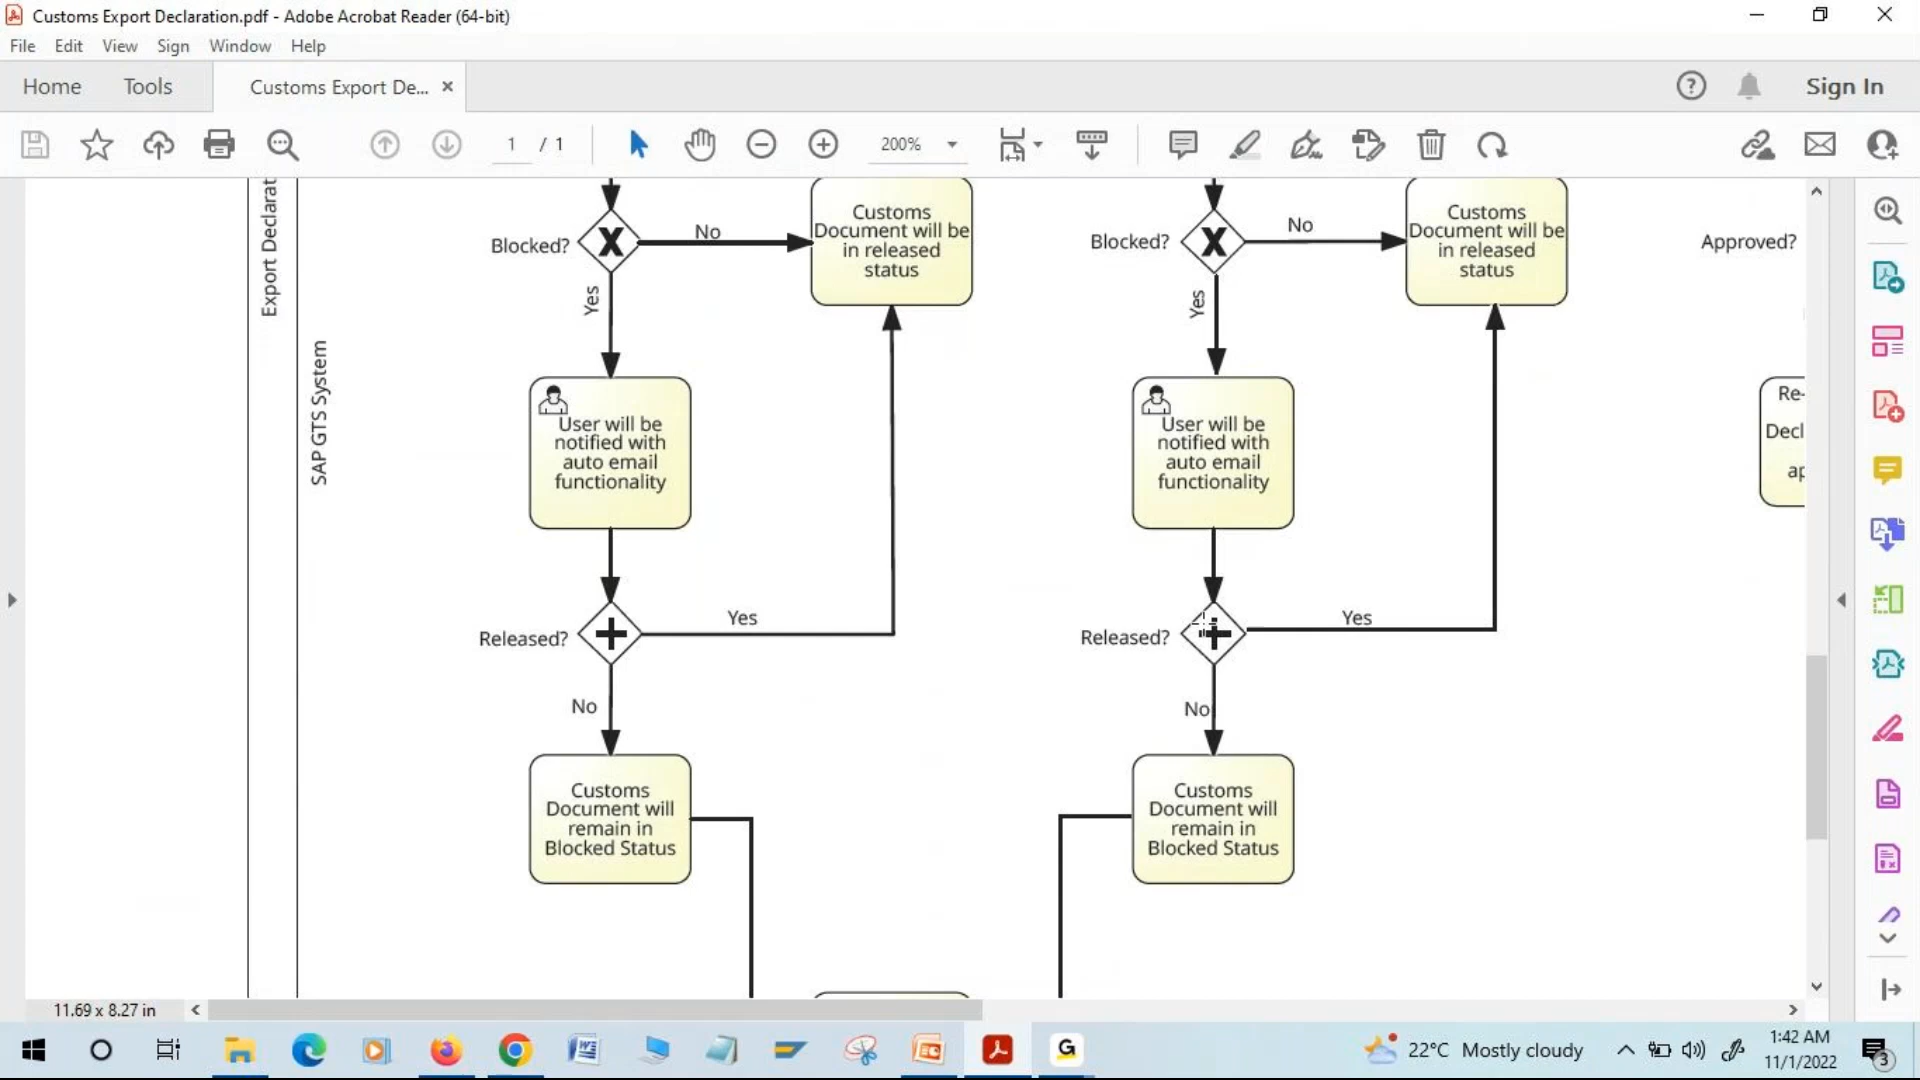 Customs Export Declaration.pdf - Adobe Acrobat Reader (64-bit)
File Edit View Sign Window Help
Home Tools Customs Export De... × Sign In
1 / 1 200%
Export Declarat
SAP GTS System
Blocked?
No
Customs
Document will be
in released
status
Yes
User will be
notified with
auto email
functionality
Released?
Yes
No
Customs
Document will
remain in
Blocked Status
Blocked?
No
Customs
Document will be
in released
status
Yes
User will be
notified with
auto email
functionality
Released?
Yes
No
Customs
Document will
remain in
Blocked Status
Approved?
Re-
Decl
ap
11.69 x 8.27 in
22°C Mostly cloudy
1:42 AM
11/1/2022
3